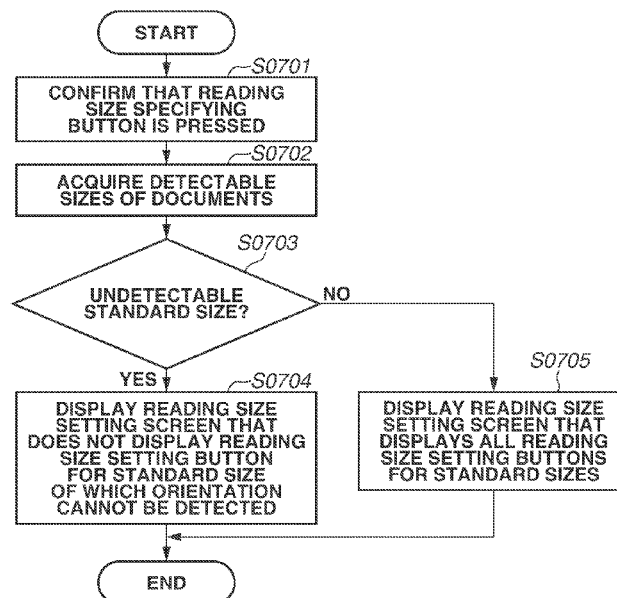 START
S0701
CONFIRM THAT READING
SIZE SPECIFYING
BUTTON IS PRESSED
S0702
ACQUIRE DETECTABLE
SIZES OF DOCUMENTS
S0703
UNDETECTABLE
STANDARD SIZE?
NO
YES
S0704
DISPLAY READING SIZE
SETTING SCREEN THAT
DOES NOT DISPLAY READING
SIZE SETTING BUTTON
FOR STANDARD SIZE
OF WHICH ORIENTATION
CANNOT BE DETECTED
S0705
DISPLAY READING SIZE
SETTING SCREEN THAT
DISPLAYS ALL READING
SIZE SETTING BUTTONS
FOR STANDARD SIZES
END